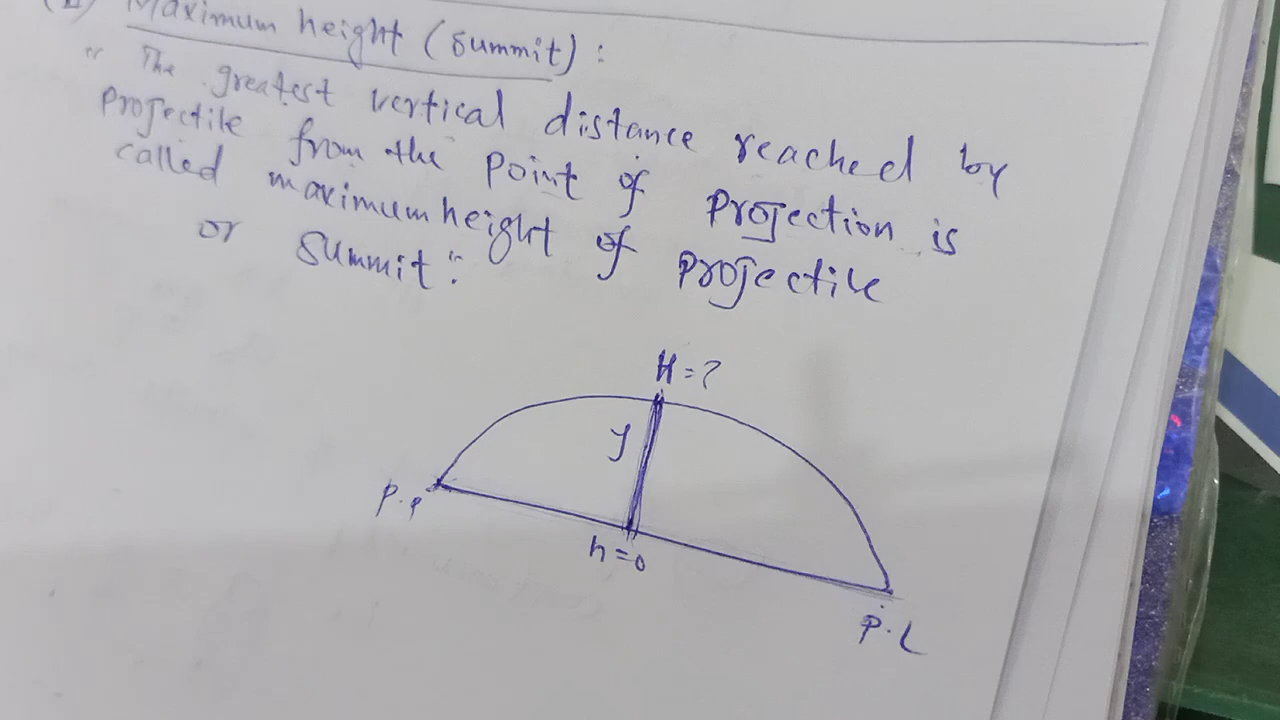 (II) Maximum height (summit) :
" The greatest vertical distance reached by
projectile from the point of projection is
called maximum height of projectile
or summit".
H = ?
y
P.P
h = 0
P.L